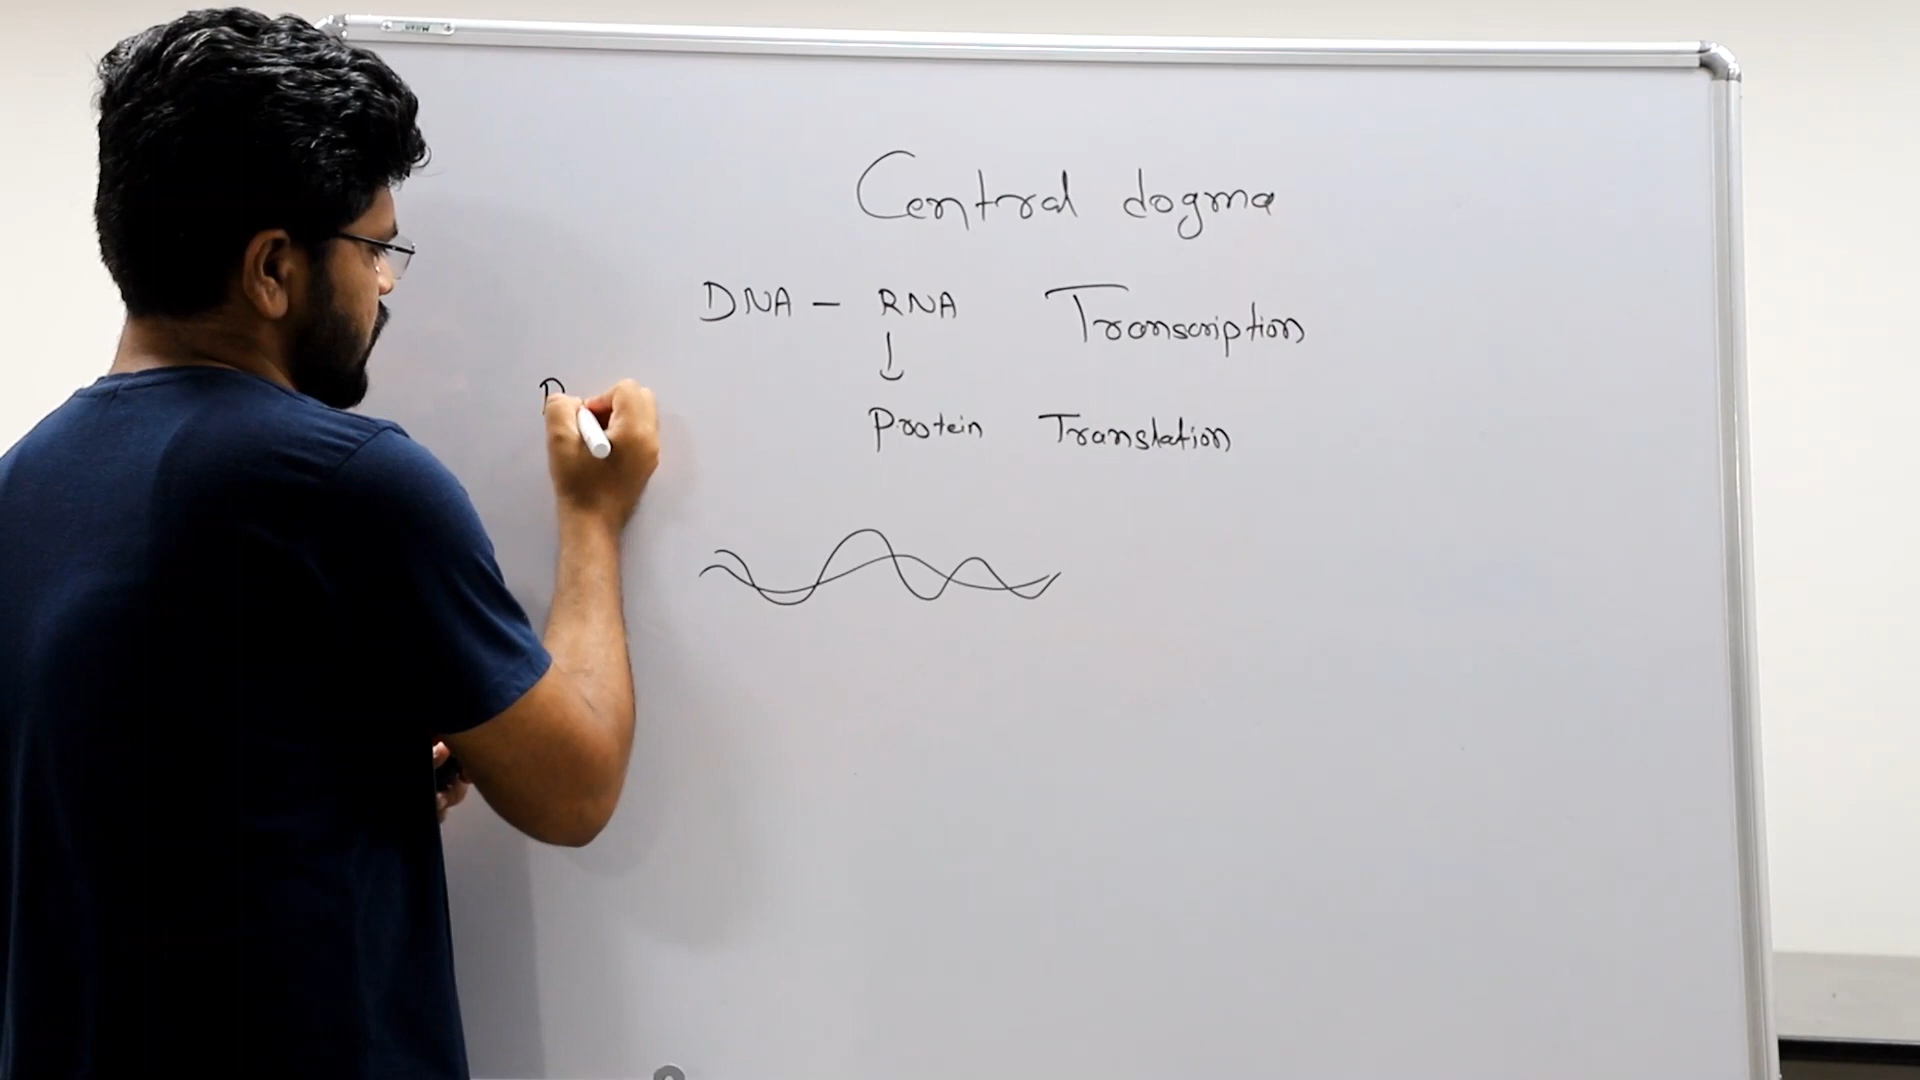 Central dogma
DNA – RNA Transcription
↓
Protein Translation